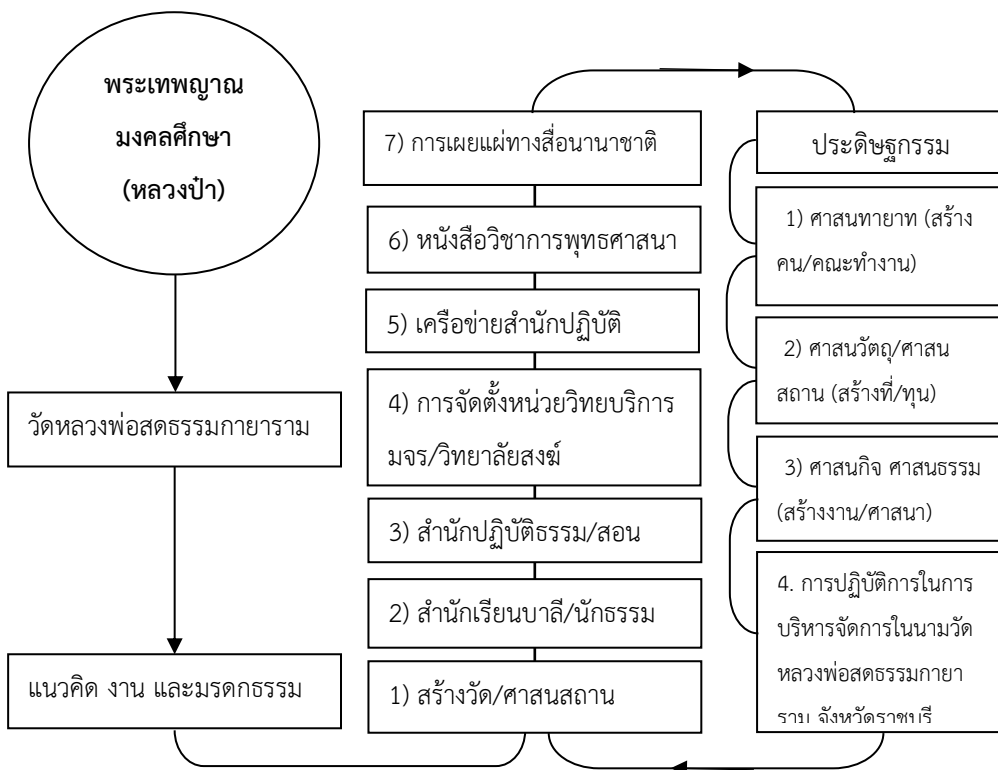 พระเทพญาณ
มงคลศึกษา
(หลวงป๋า)
วัดหลวงพ่อสดธรรมกายาราม
แนวคิด งาน และมรดกธรรม
7) การเผยแผ่ทางสื่อนานาชาติ
6) หนังสือวิชาการพุทธศาสนา
5) เครือข่ายสำนักปฏิบัติ
4) การจัดตั้งหน่วยวิทยบริการ
มจร/วิทยาลัยสงฆ์
3) สำนักปฏิบัติธรรม/สอน
2) สำนักเรียนบาลี/นักธรรม
1) สร้างวัด/ศาสนสถาน
ประดิษฐกรรม
1) ศาสนทายาท (สร้าง
คน/คณะทำงาน)
2) ศาสนวัตถุ/ศาสน
สถาน (สร้างที่/ทุน)
3) ศาสนกิจ ศาสนธรรม
(สร้างงาน/ศาสนา)
4. การปฏิบัติการในการ
บริหารจัดการในนามวัด
หลวงพ่อสดธรรมกายา
ราม จังหวัดราชบุรี